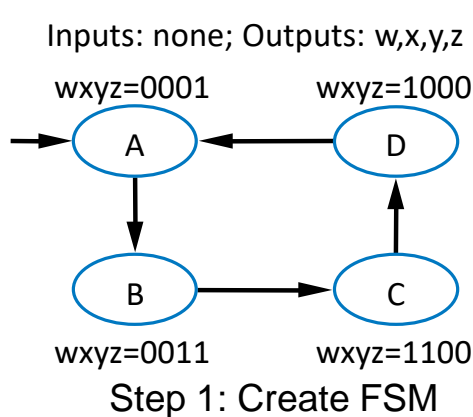 Inputs: none; Outputs: w,x,y,z
wxyz=0001 wxyz=1000
A D
B C
wxyz=0011 wxyz=1100
Step 1: Create FSM